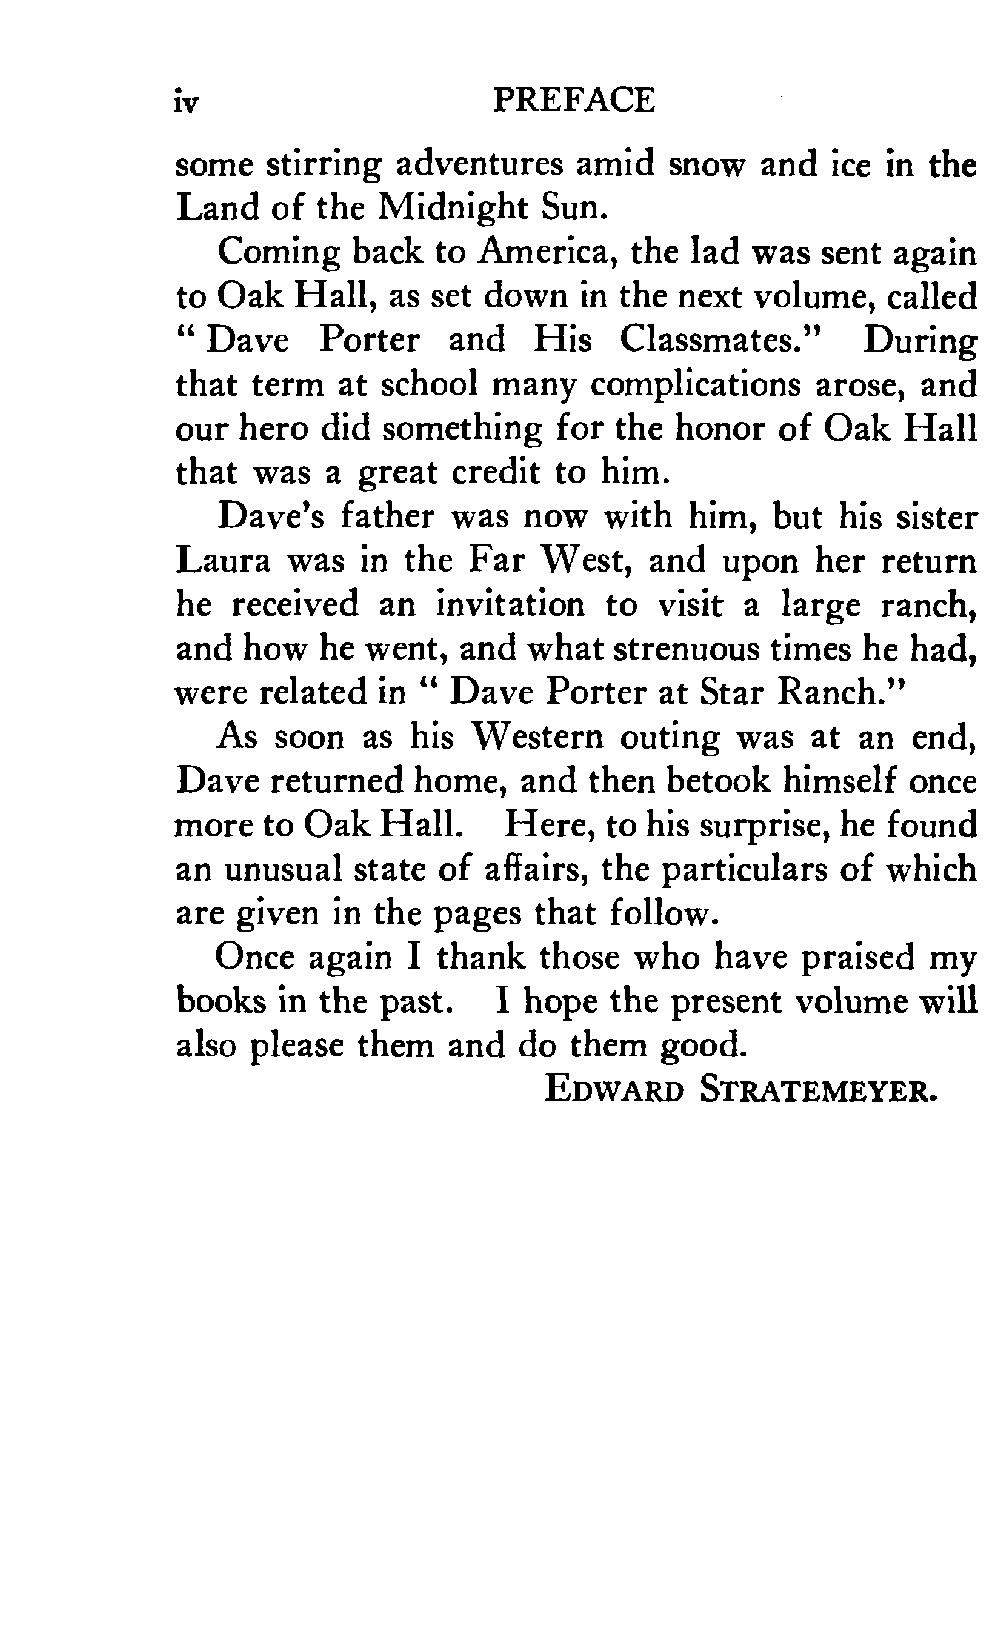 iv PREFACE
some stirring adventures amid snow and ice in the
Land of the Midnight Sun.
Coming back to America, the lad was sent again
to Oak Hall, as set down in the next volume, called
“ Dave Porter and His Classmates.” During
that term at school many complications arose, and
our hero did something for the honor of Oak Hall
that was a great credit to him.
Dave's father was now with him, but his sister
Laura was in the Far West, and upon her return
he received an invitation to visit a large ranch,
and how he went, and what strenuous times he had,
were related in “ Dave Porter at Star Ranch.”
As soon as his Western outing was at an end,
Dave returned home, and then betook himself once
more to Oak Hall. Here, to his surprise, he found
an unusual state of affairs, the particulars of which
are given in the pages that follow.
Once again I thank those who have praised my
books in the past. I hope the present volume will
also please them and do them good.
EDWARD STRATEMEYER.